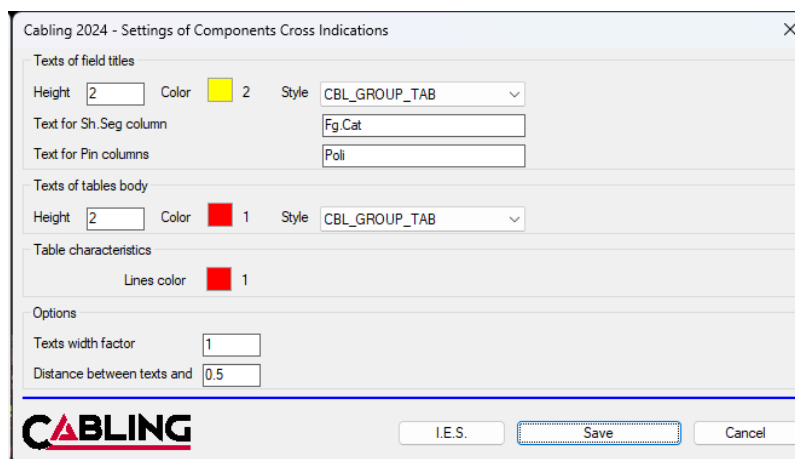 Cabling 2024 - Settings of Components Cross Indications
Texts of field titles
Height 2 Color 2 Style CBL_GROUP_TAB
Text for Sh.Seg column Fg.Cat
Text for Pin columns Poli
Texts of tables body
Height 2 Color 1 Style CBL_GROUP_TAB
Table characteristics
Lines color 1
Options
Texts width factor 1
Distance between texts and 0.5
CABLING I.E.S. Save Cancel